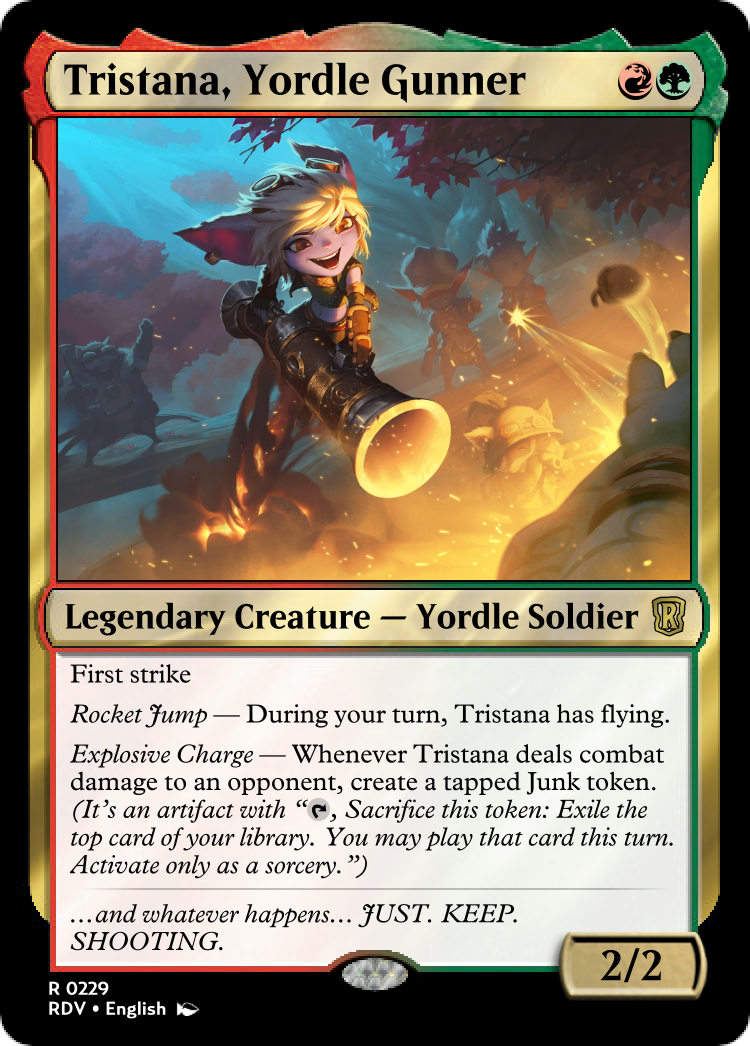 Tristana, Yordle Gunner
Legendary Creature — Yordle Soldier
R
First strike
Rocket Jump — During your turn, Tristana has flying.
Explosive Charge — Whenever Tristana deals combat
damage to an opponent, create a tapped Junk token.
(It's an artifact with “, Sacrifice this token: Exile the
top card of your library. You may play that card this turn.
Activate only as a sorcery.”)
…and whatever happens… JUST. KEEP.
SHOOTING.
2/2
R 0229
RDV • English